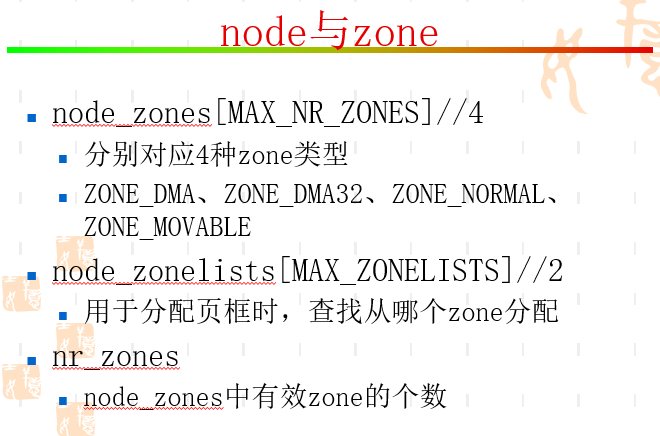 node与zone
node_zones[MAX_NR_ZONES]//4
分别对应4种zone类型
ZONE_DMA、ZONE_DMA32、ZONE_NORMAL、
ZONE_MOVABLE
node_zonelists[MAX_ZONELISTS]//2
用于分配页框时，查找从哪个zone分配
nr_zones
node_zones中有效zone的个数